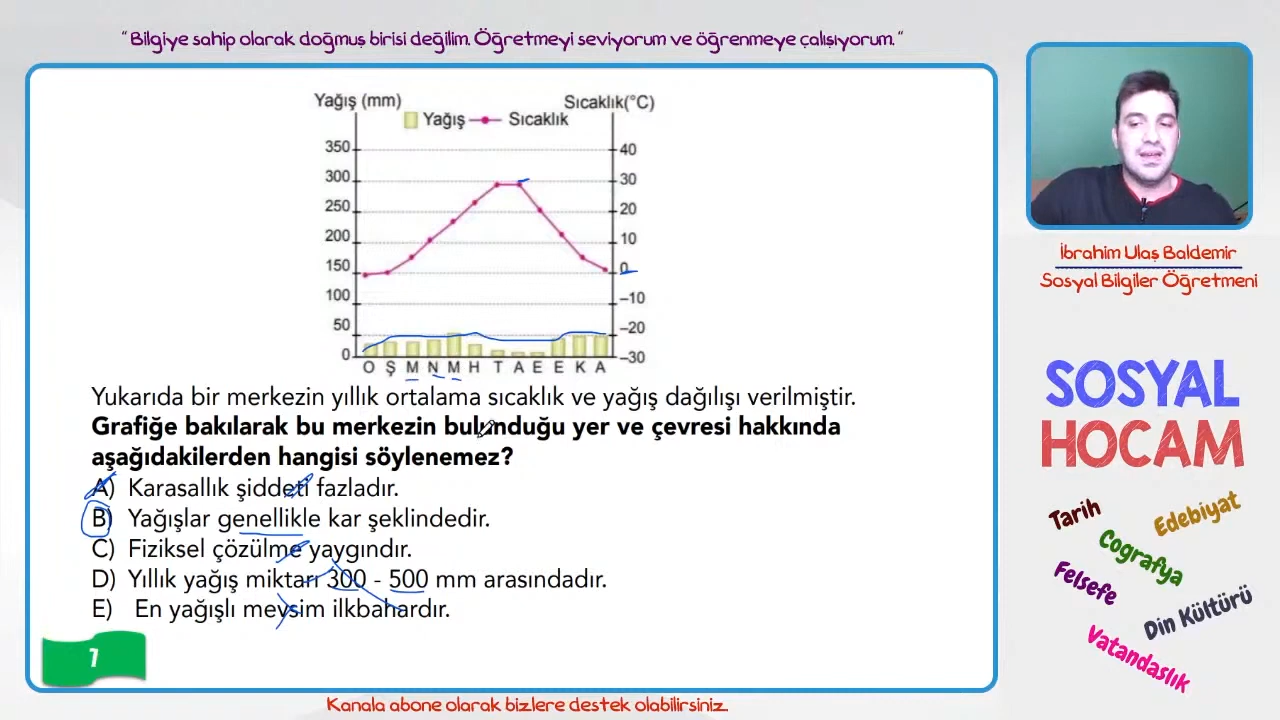 “ Bilgiye sahip olarak doğmuş birisi değilim. Öğretmeyi seviyorum ve öğrenmeye çalışıyorum. ”
Yağış (mm)
Sıcaklık(°C)
Yağış
Sıcaklık
350
300
250
200
150
100
50
0
40
30
20
10
0
–10
–20
–30
O Ş M N M H T A E E K A
Yukarıda bir merkezin yıllık ortalama sıcaklık ve yağış dağılışı verilmiştir.
Grafiğe bakılarak bu merkezin bulunduğu yer ve çevresi hakkında
aşağıdakilerden hangisi söylenemez?
A) Karasallık şiddeti fazladır.
B) Yağışlar genellikle kar şeklindedir.
C) Fiziksel çözülme yaygındır.
D) Yıllık yağış miktarı 300 - 500 mm arasındadır.
E) En yağışlı mevsim ilkbahardır.
1
Kanala abone olarak bizlere destek olabilirsiniz.
İbrahim Ulaş Baldemir
Sosyal Bilgiler Öğretmeni
SOSYAL
HOCAM
Tarih
Edebiyat
Coğrafya
Felsefe
Din Kültürü
Vatandaslık